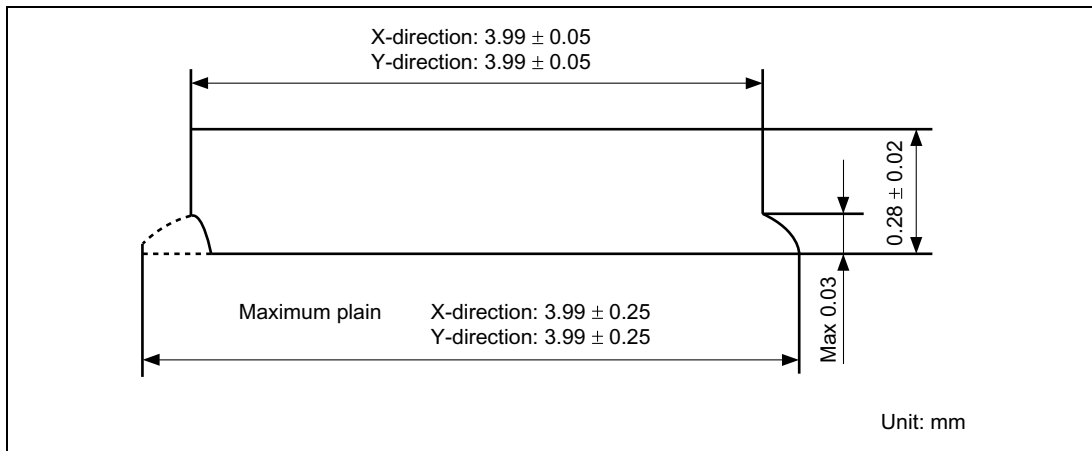 X-direction: 3.99 ± 0.05
Y-direction: 3.99 ± 0.05
0.28 ± 0.02
Max 0.03
Maximum plain X-direction: 3.99 ± 0.25
Y-direction: 3.99 ± 0.25
Unit: mm